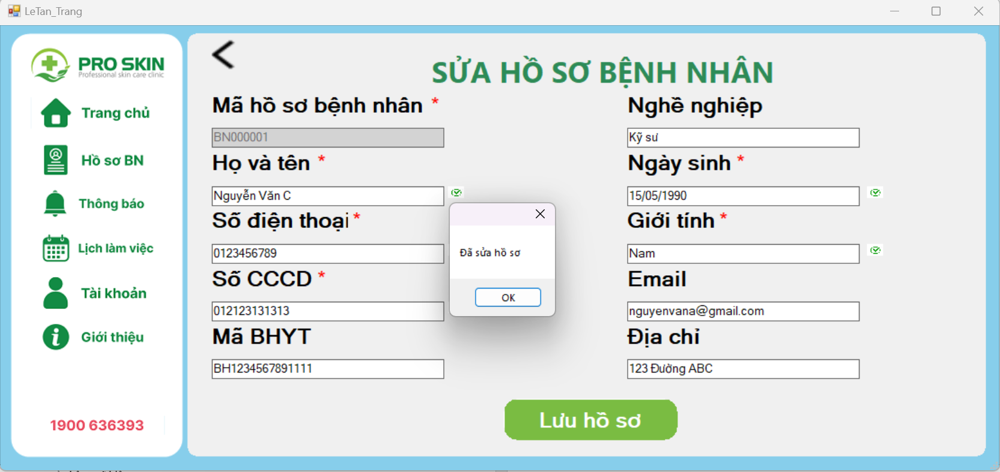 LeTan_Trang
PRO SKIN
Professional skin care clinic
Trang chủ
Hồ sơ BN
Thông báo
Lịch làm việc
Tài khoản
Giới thiệu
1900 636393
SỬA HỒ SƠ BỆNH NHÂN
Mã hồ sơ bệnh nhân *
BN000001
Họ và tên *
Nguyễn Văn C
Số điện thoại *
0123456789
Số CCCD *
012123131313
Mã BHYT
BH1234567891111
Nghề nghiệp
Kỹ sư
Ngày sinh *
15/05/1990
Giới tính *
Nam
Email
nguyenvana@gmail.com
Địa chỉ
123 Đường ABC
Đã sửa hồ sơ
OK
Lưu hồ sơ